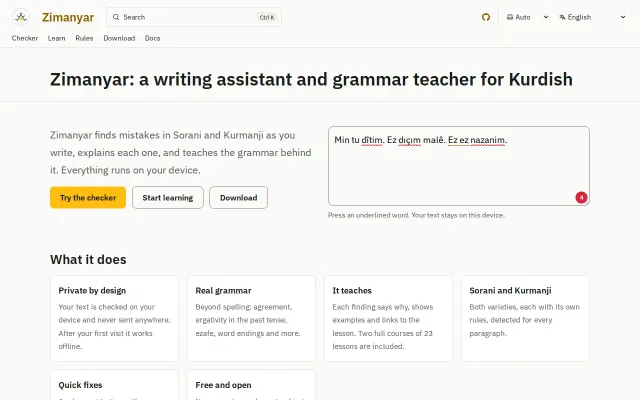 Zimanyar
Search
Ctrl K
Auto
English
Checker Learn Rules Download Docs
Zimanyar: a writing assistant and grammar teacher for Kurdish
Zimanyar finds mistakes in Sorani and Kurmanji as you
write, explains each one, and teaches the grammar behind
it. Everything runs on your device.
Try the checker
Start learning
Download
Min tu dîtim. Ez dıçım malê. Ez ez nazanim.
4
Press an underlined word. Your text stays on this device.
What it does
Private by design
Your text is checked on your
device and never sent anywhere.
After your first visit it works
offline.
Real grammar
Beyond spelling: agreement,
ergativity in the past tense,
ezafe, word endings and more.
It teaches
Each finding says why, shows
examples and links to the
lesson. Two full courses of 23
lessons are included.
Sorani and Kurmanji
Both varieties, each with its own
rules, detected for every
paragraph.
Quick fixes
Free and open